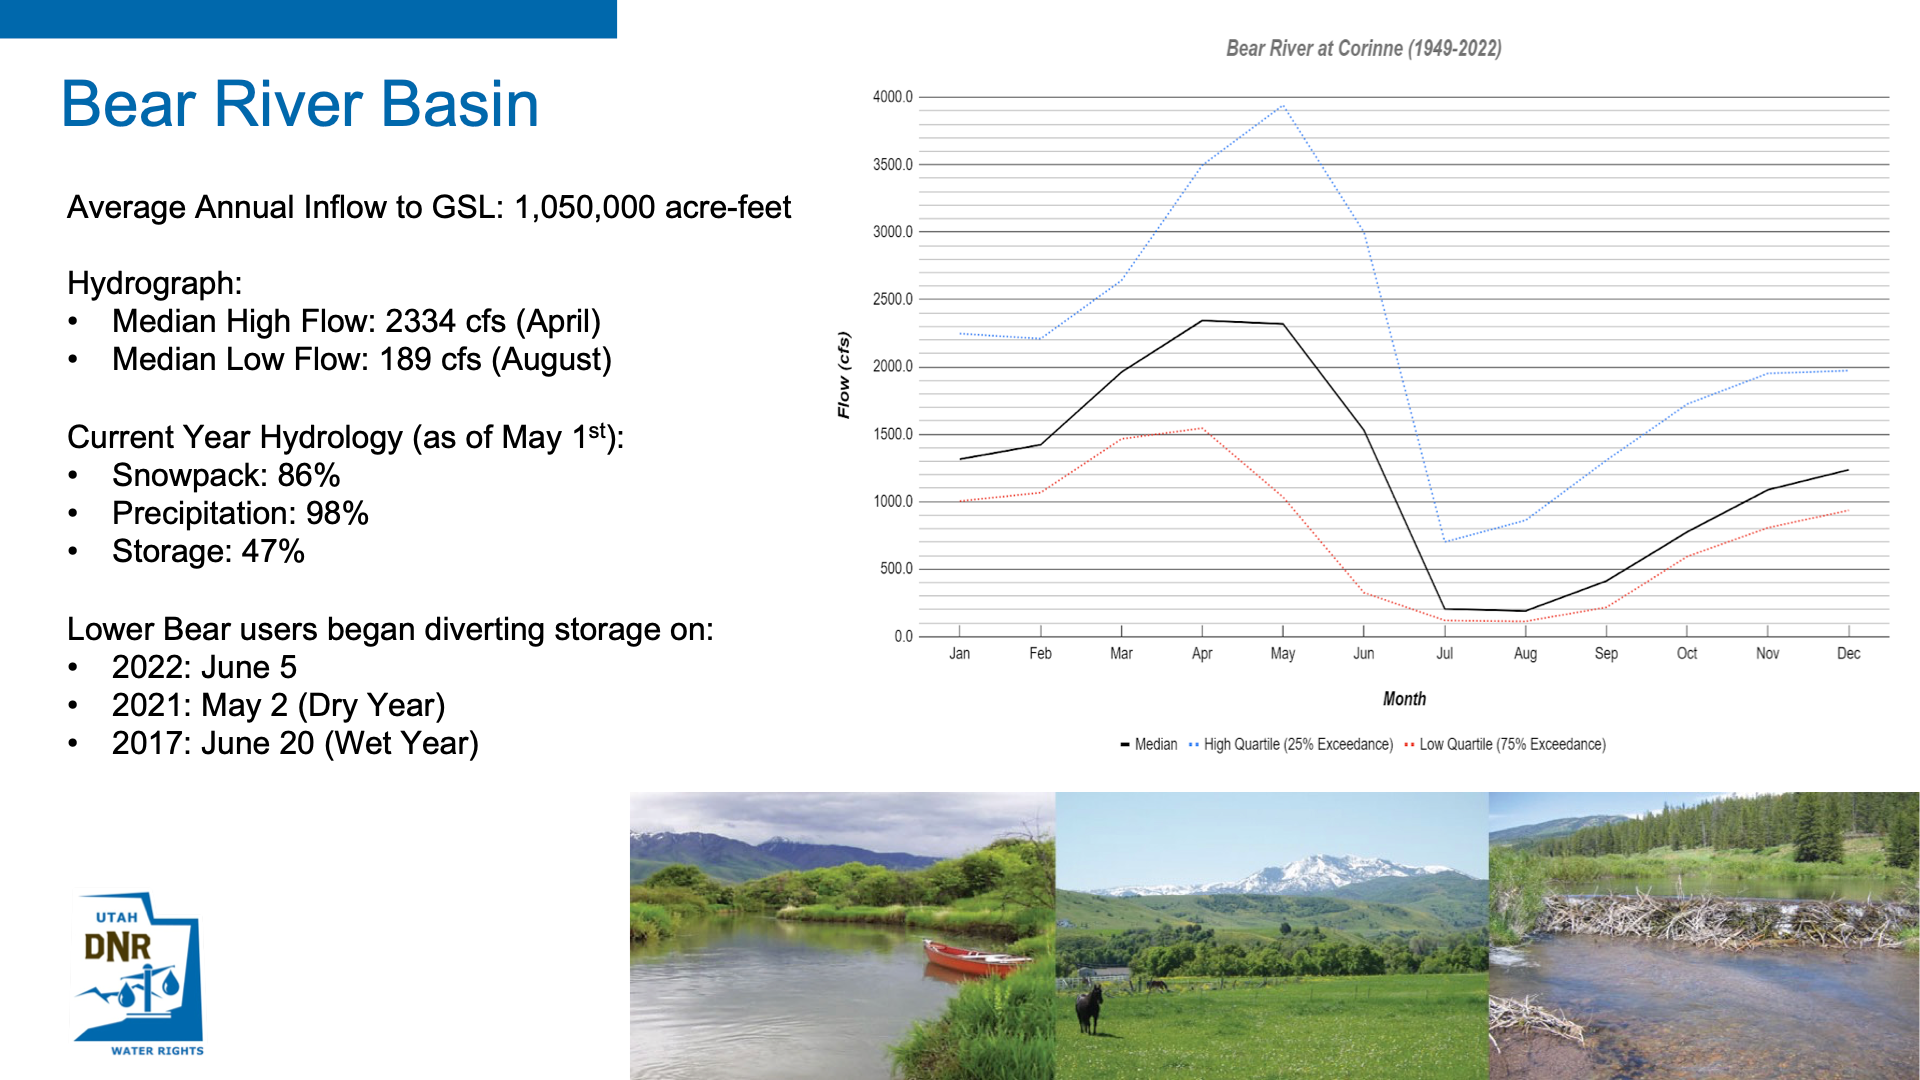 Bear River Basin
Average Annual Inflow to GSL: 1,050,000 acre-feet
Hydrograph:
• Median High Flow: 2334 cfs (April)
• Median Low Flow: 189 cfs (August)
Current Year Hydrology (as of May 1st):
• Snowpack: 86%
• Precipitation: 98%
• Storage: 47%
Lower Bear users began diverting storage on:
• 2022: June 5
• 2021: May 2 (Dry Year)
• 2017: June 20 (Wet Year)
Bear River at Corinne (1949-2022)
4000.0
3500.0
3000.0
2500.0
2000.0
1500.0
1000.0
500.0
0.0
Flow (cfs)
Jan Feb Mar Apr May Jun Jul Aug Sep Oct Nov Dec
Month
Median High Quartile (25% Exceedance) Low Quartile (75% Exceedance)
UTAH
DNR
WATER RIGHTS